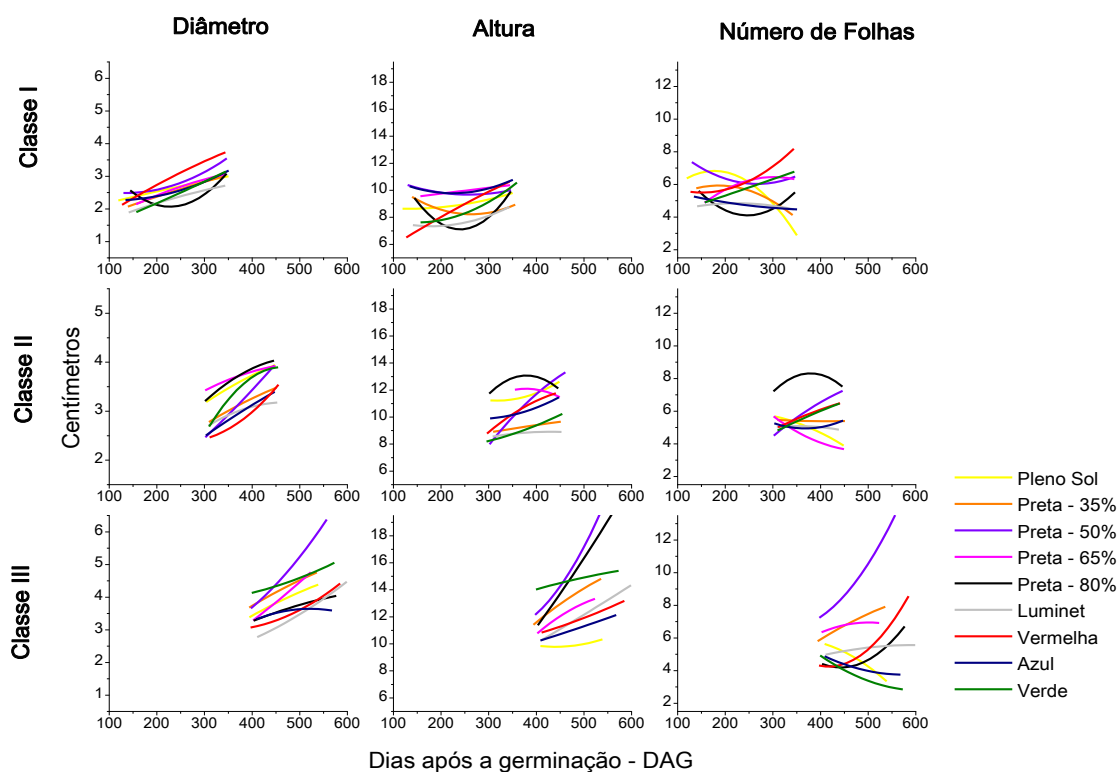 Diâmetro Altura Número de Folhas
Classe I
6
5
4
3
2
1
100 200 300 400 500 600
18
16
14
12
10
8
6
100 200 300 400 500 600
12
10
8
6
4
2
100 200 300 400 500 600
Classe II
Centímetros
5
4
3
2
100 200 300 400 500 600
18
16
14
12
10
8
6
100 200 300 400 500 600
12
10
8
6
4
2
100 200 300 400 500 600
Classe III
6
5
4
3
2
1
100 200 300 400 500 600
18
16
14
12
10
8
6
100 200 300 400 500 600
12
10
8
6
4
2
100 200 300 400 500 600
Pleno Sol
Preta - 35%
Preta - 50%
Preta - 65%
Preta - 80%
Luminet
Vermelha
Azul
Verde
Dias após a germinação - DAG